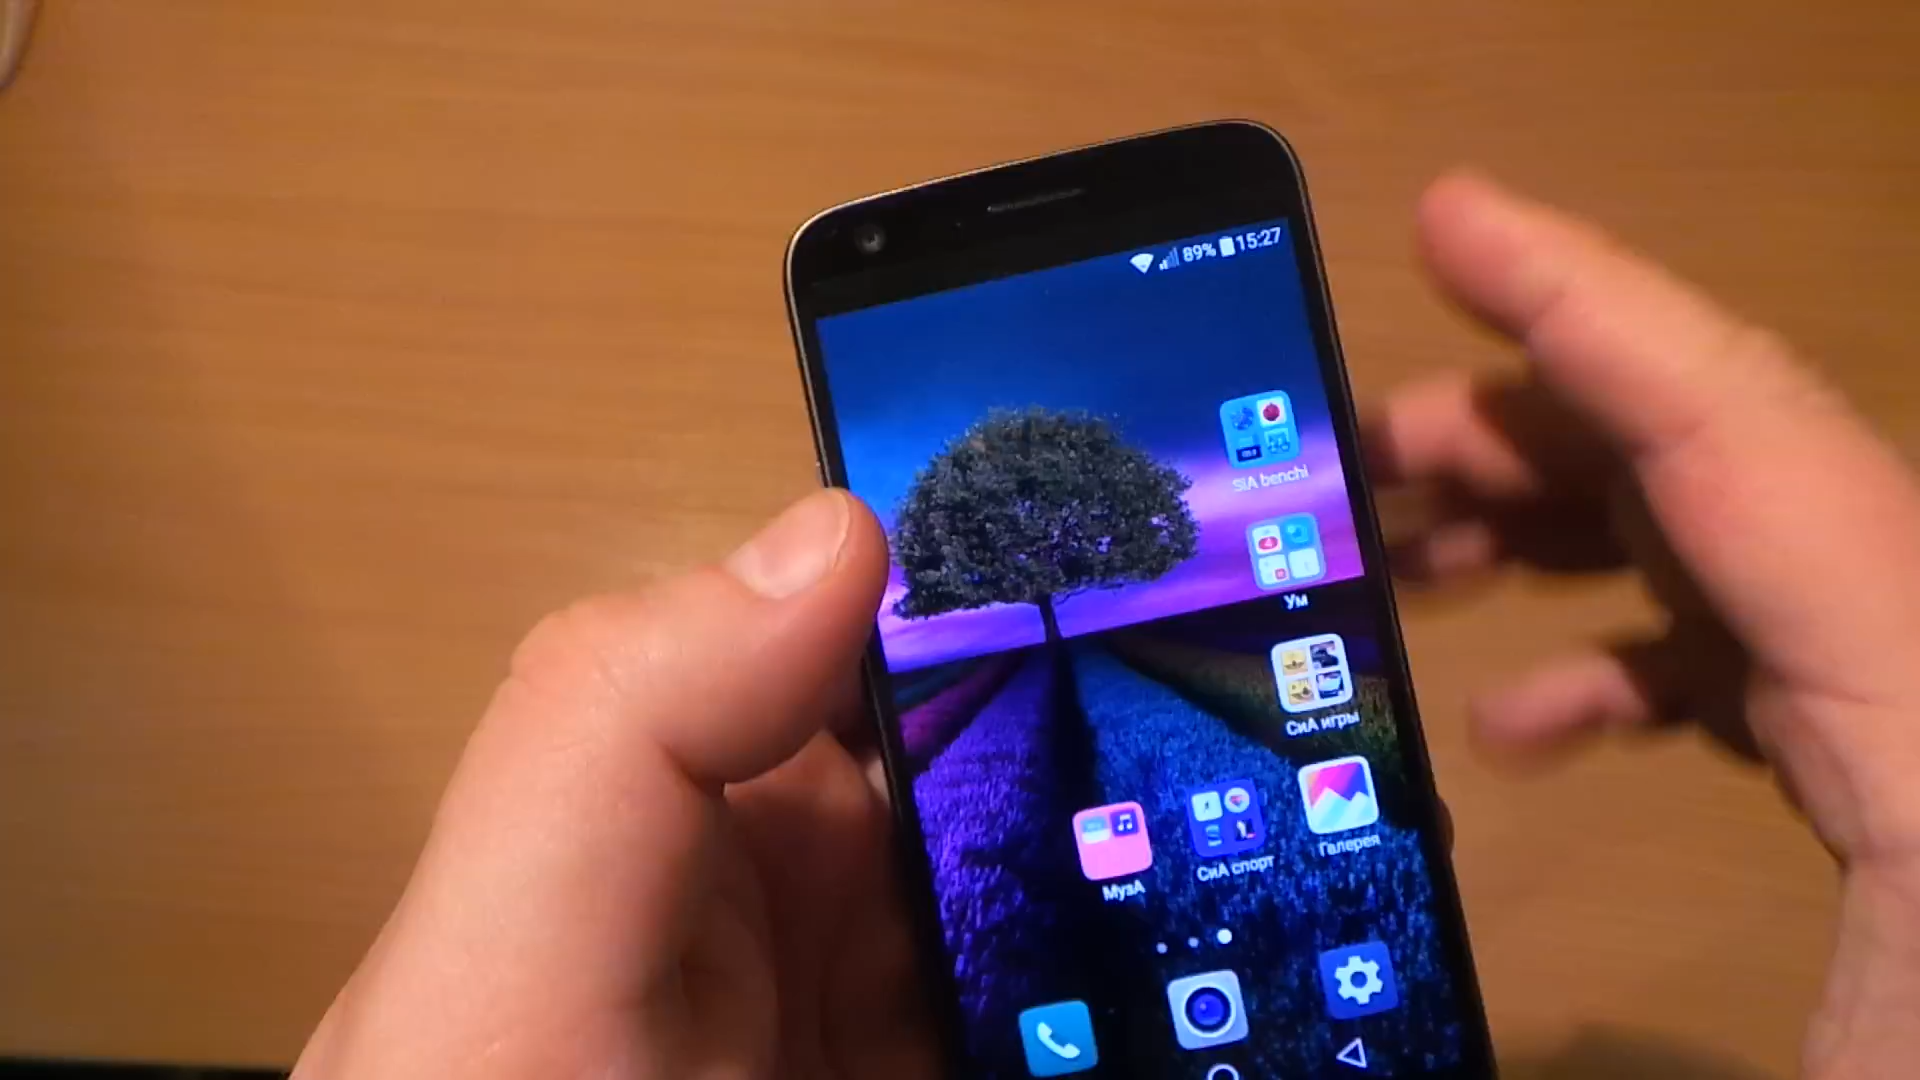 89% 15:27
SiA benchi
Ум
СиА игры
МузА
СиА спорт
Галерея